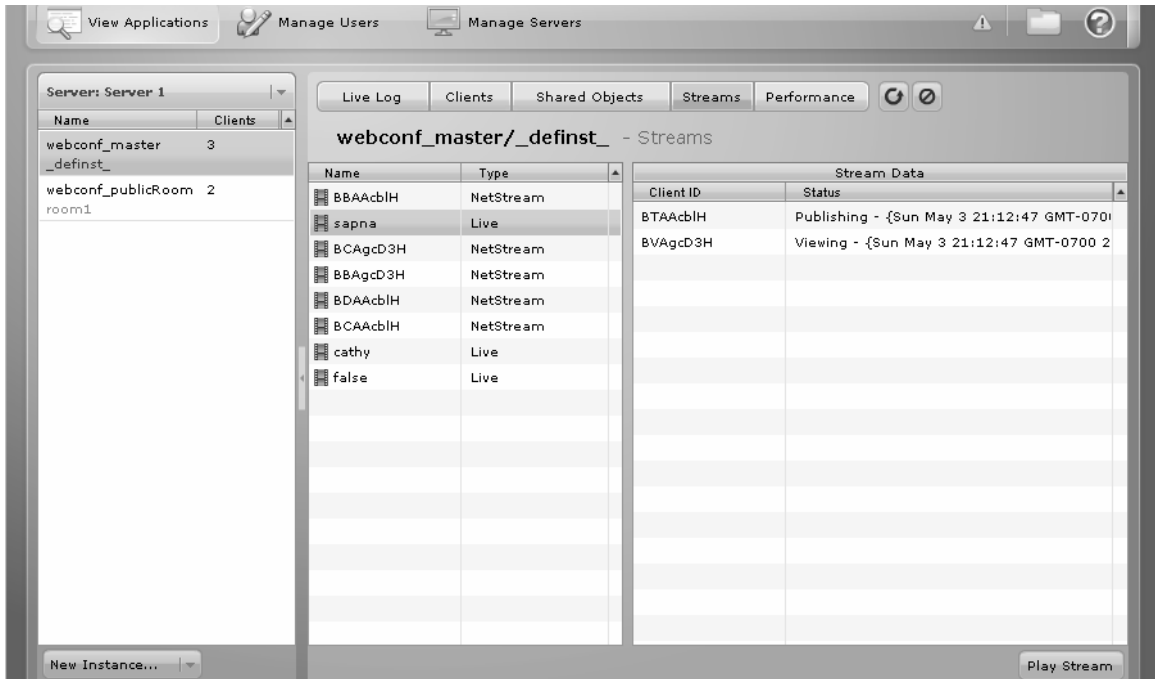 View Applications
Manage Users
Manage Servers
Server: Server 1
Name Clients
webconf_master 3
_definst_
webconf_publicRoom 2
room1
New Instance...
Live Log Clients Shared Objects Streams Performance
webconf_master/_definst_ - Streams
Name Type
BBAAcblH NetStream
sapna Live
BCAgcD3H NetStream
BBAgcD3H NetStream
BDAAcblH NetStream
BCAAcblH NetStream
cathy Live
false Live
Stream Data
Client ID Status
BTAAcblH Publishing - {Sun May 3 21:12:47 GMT-070
BVAgcD3H Viewing - {Sun May 3 21:12:47 GMT-0700 2
Play Stream